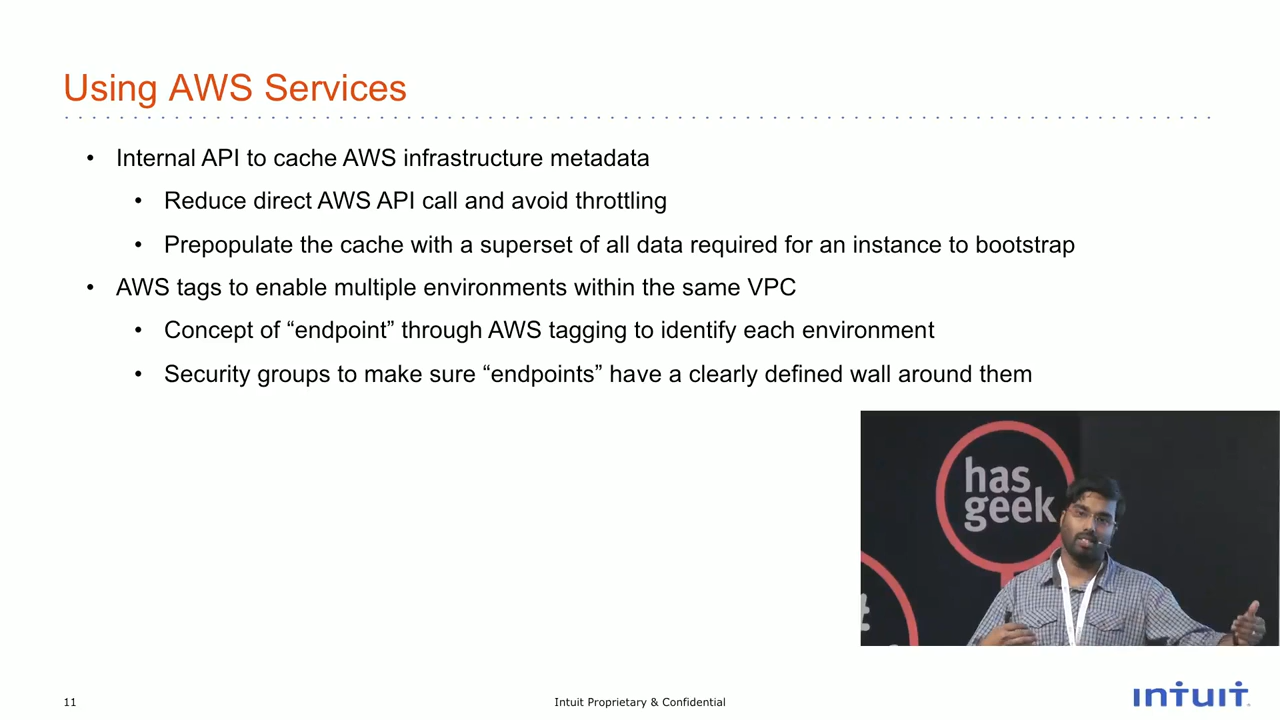 Using AWS Services
• Internal API to cache AWS infrastructure metadata
• Reduce direct AWS API call and avoid throttling
• Prepopulate the cache with a superset of all data required for an instance to bootstrap
• AWS tags to enable multiple environments within the same VPC
• Concept of “endpoint” through AWS tagging to identify each environment
• Security groups to make sure “endpoints” have a clearly defined wall around them
has
geek
11
Intuit Proprietary & Confidential
intuit